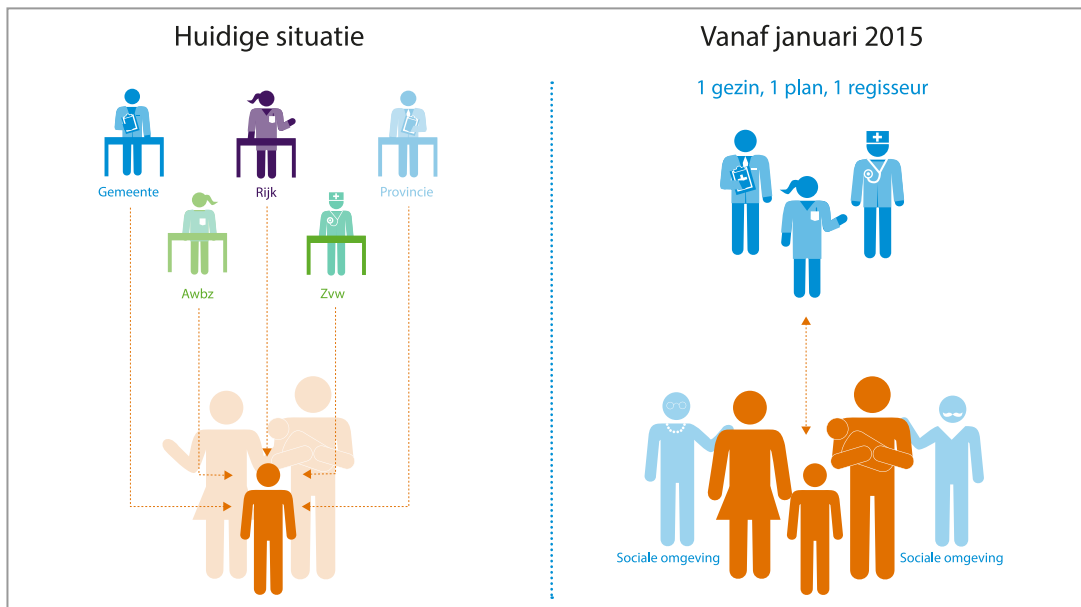 Huidige situatie
Gemeente
Rijk
Provincie
Awbz
Zvw
Vanaf januari 2015
1 gezin, 1 plan, 1 regisseur
Sociale omgeving
Sociale omgeving